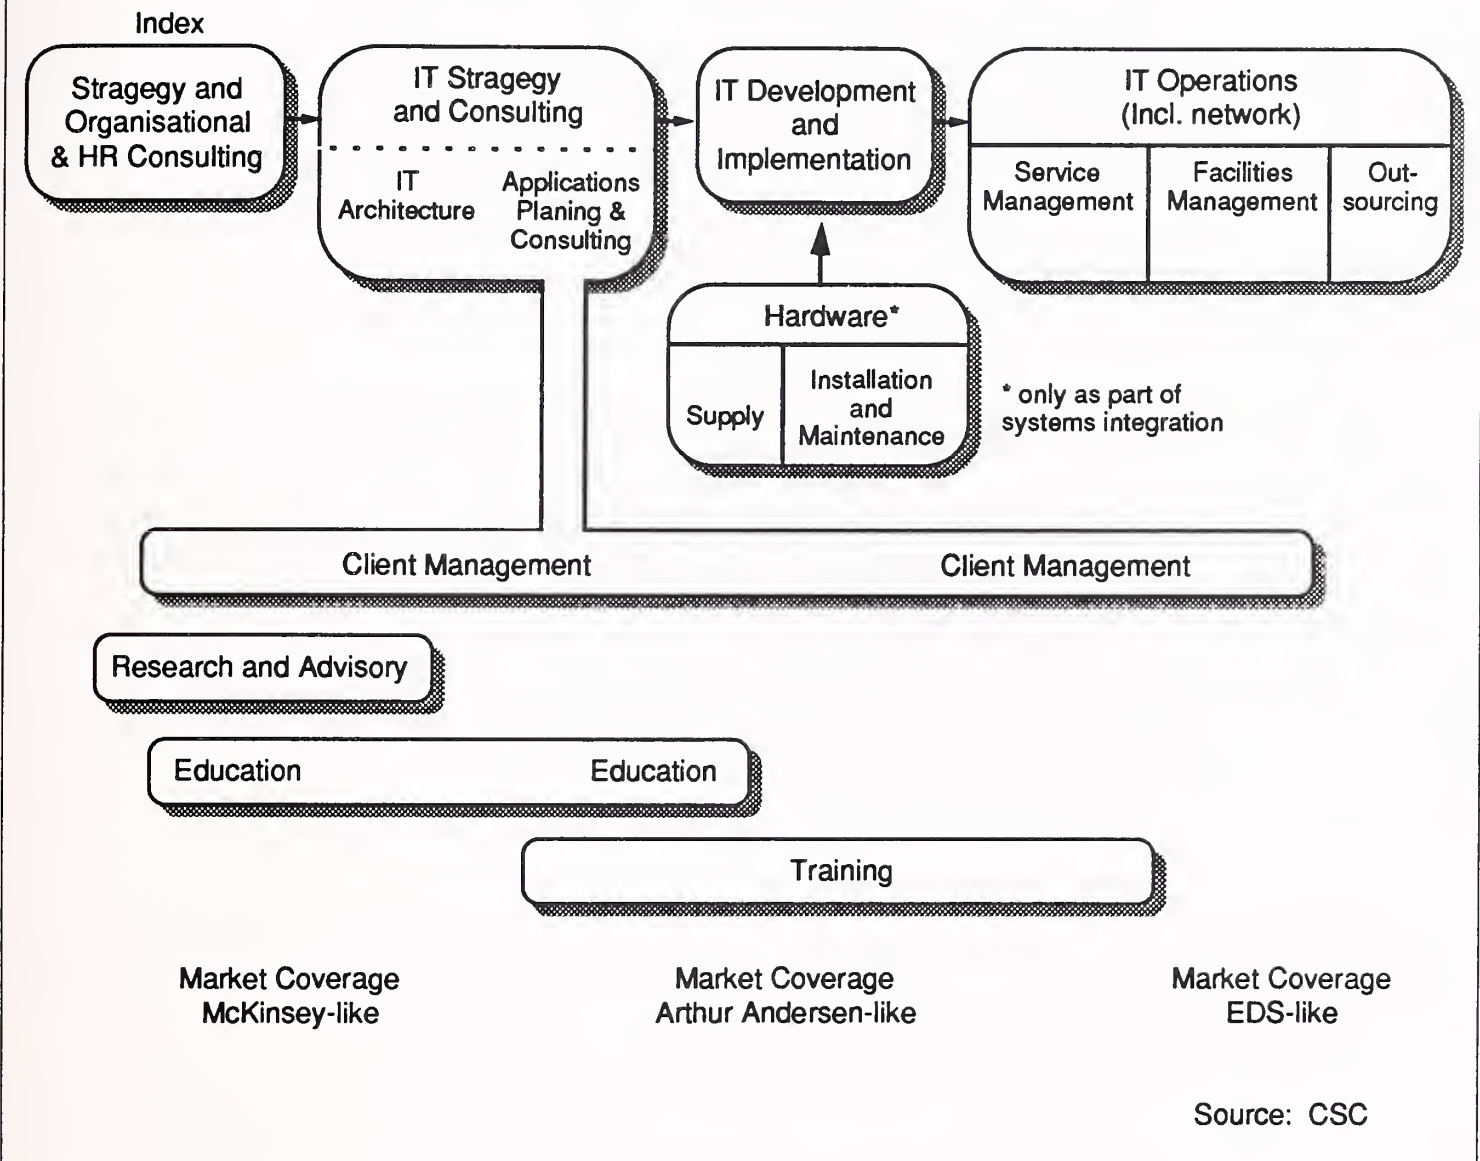 Index
Stragegy and
Organisational
& HR Consulting
IT Stragegy
and Consulting
IT
Architecture
Applications
Planing &
Consulting
IT Development
and
Implementation
IT Operations
(Incl. network)
Service
Management
Facilities
Management
Out-
sourcing
Hardware*
Supply
Installation
and
Maintenance
* only as part of
systems integration
Client Management
Client Management
Research and Advisory
Education
Education
Training
Market Coverage
McKinsey-like
Market Coverage
Arthur Andersen-like
Market Coverage
EDS-like
Source: CSC